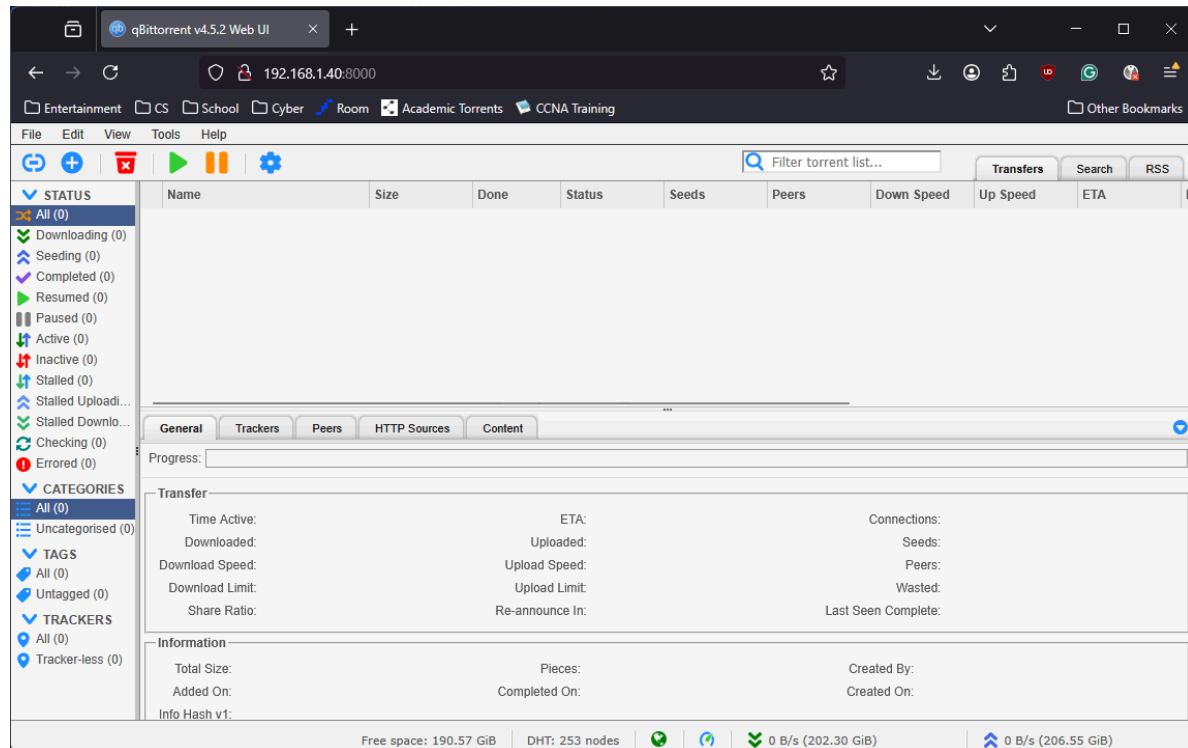 qBittorrent v4.5.2 Web UI
192.168.1.40:8000
Entertainment CS School Cyber Room Academic Torrents CCNA Training Other Bookmarks
File Edit View Tools Help
Filter torrent list...
Transfers Search RSS
STATUS
All (0)
Downloading (0)
Seeding (0)
Completed (0)
Resumed (0)
Paused (0)
Active (0)
Inactive (0)
Stalled (0)
Stalled Uploadi...
Stalled Downlo...
Checking (0)
Errored (0)
CATEGORIES
All (0)
Uncategorised (0)
TAGS
All (0)
Untagged (0)
TRACKERS
All (0)
Tracker-less (0)
Name Size Done Status Seeds Peers Down Speed Up Speed ETA
General Trackers Peers HTTP Sources Content
Progress:
Transfer
Time Active: ETA: Connections:
Downloaded: Uploaded: Seeds:
Download Speed: Upload Speed: Peers:
Download Limit: Upload Limit: Wasted:
Share Ratio: Re-announce In: Last Seen Complete:
Information
Total Size: Pieces: Created By:
Added On: Completed On: Created On:
Info Hash v1:
Free space: 190.57 GiB DHT: 253 nodes 0 B/s (202.30 GiB) 0 B/s (206.55 GiB)